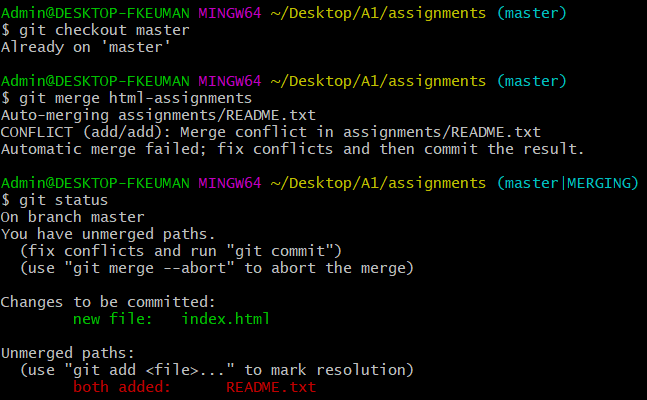 Admin@DESKTOP-FKEUMAN MINGW64 ~/Desktop/A1/assignments (master)
$ git checkout master
Already on 'master'
Admin@DESKTOP-FKEUMAN MINGW64 ~/Desktop/A1/assignments (master)
$ git merge html-assignments
Auto-merging assignments/README.txt
CONFLICT (add/add): Merge conflict in assignments/README.txt
Automatic merge failed; fix conflicts and then commit the result.
Admin@DESKTOP-FKEUMAN MINGW64 ~/Desktop/A1/assignments (master|MERGING)
$ git status
On branch master
You have unmerged paths.
  (fix conflicts and run "git commit")
  (use "git merge --abort" to abort the merge)
Changes to be committed:
        new file:   index.html
Unmerged paths:
  (use "git add <file>..." to mark resolution)
        both added:      README.txt